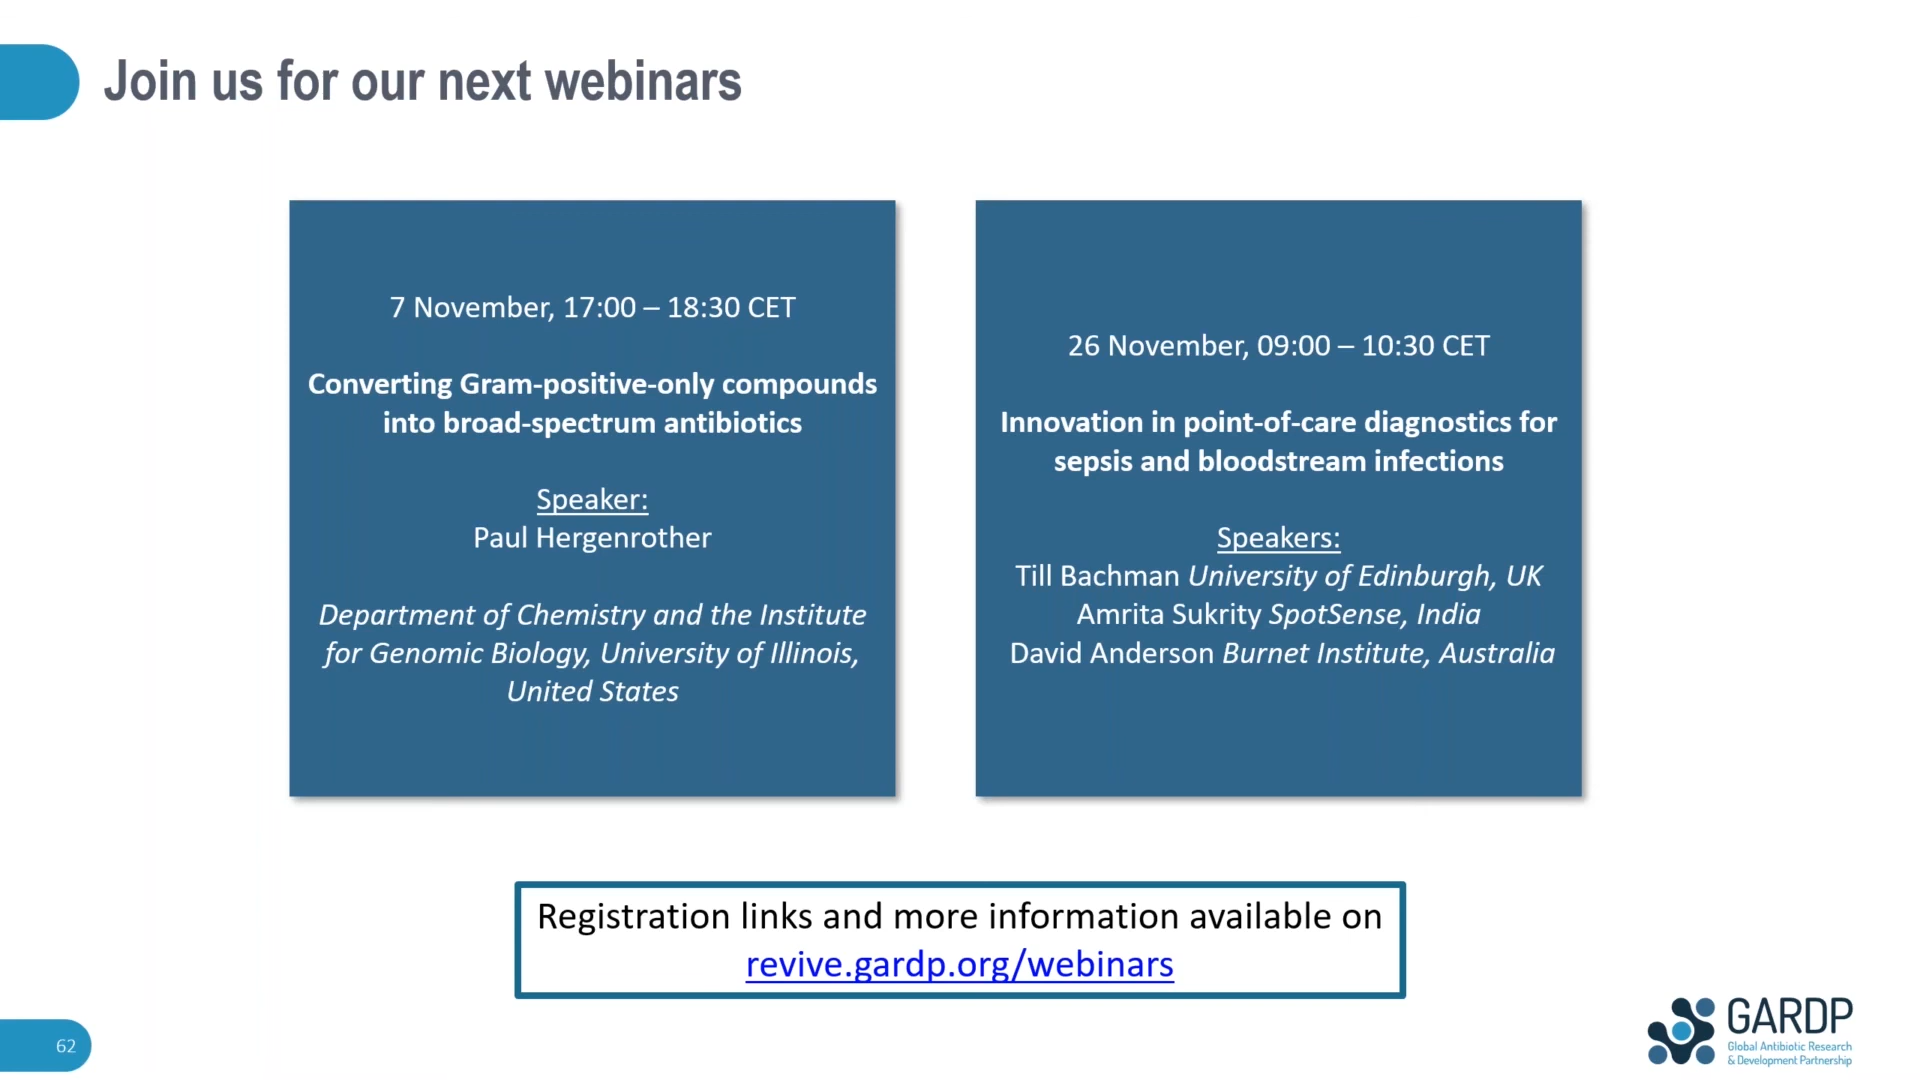 Join us for our next webinars
7 November, 17:00 – 18:30 CET
Converting Gram-positive-only compounds
into broad-spectrum antibiotics
Speaker:
Paul Hergenrother
Department of Chemistry and the Institute
for Genomic Biology, University of Illinois,
United States
26 November, 09:00 – 10:30 CET
Innovation in point-of-care diagnostics for
sepsis and bloodstream infections
Speakers:
Till Bachman University of Edinburgh, UK
Amrita Sukrity SpotSense, India
David Anderson Burnet Institute, Australia
Registration links and more information available on
revive.gardp.org/webinars
62
GARDP
Global Antibiotic Research
& Development Partnership